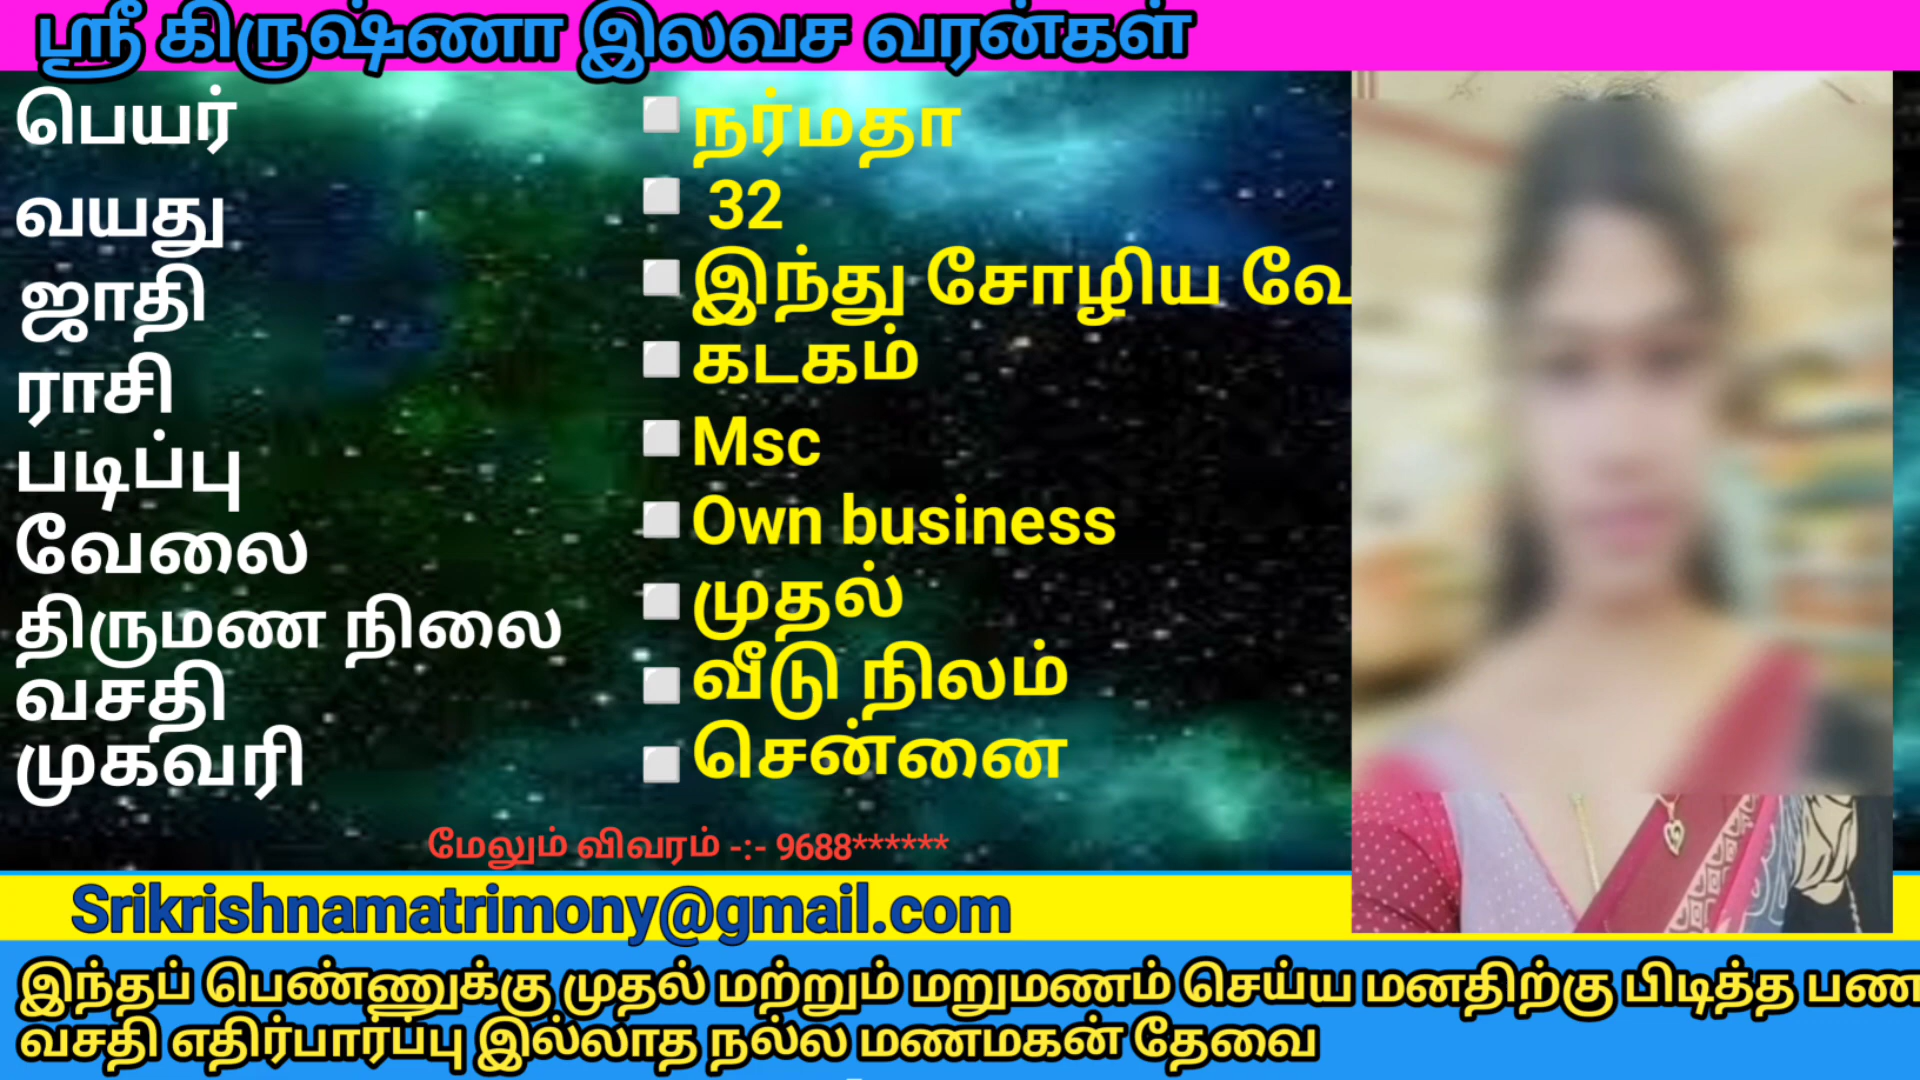 ஸ்ரீ கிருஷ்ணா இலவச வரன்கள்
பெயர் நர்மதா
வயது 32
ஜாதி இந்து சோழிய வே
ராசி கடகம்
படிப்பு Msc
வேலை Own business
திருமண நிலை முதல்
வசதி வீடு நிலம்
முகவரி சென்னை
மேலும் விவரம் -:- 9688******
Srikrishnamatrimony@gmail.com
இந்தப் பெண்ணுக்கு முதல் மற்றும் மறுமணம் செய்ய மனதிற்கு பிடித்த பண
வசதி எதிர்பார்ப்பு இல்லாத நல்ல மணமகன் தேவை